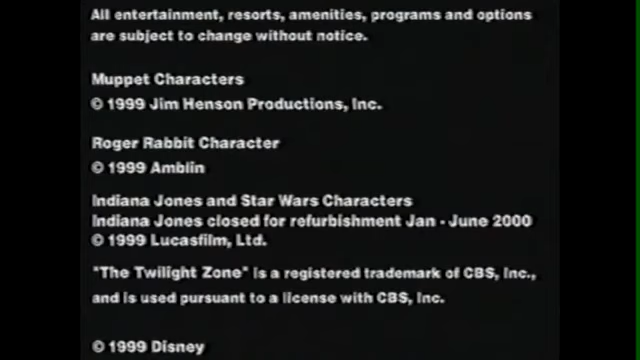 All entertainment, resorts, amenities, programs and options
are subject to change without notice.
Muppet Characters
© 1999 Jim Henson Productions, Inc.
Roger Rabbit Character
© 1999 Amblin
Indiana Jones and Star Wars Characters
Indiana Jones closed for refurbishment Jan - June 2000
© 1999 Lucasfilm, Ltd.
"The Twilight Zone" is a registered trademark of CBS, Inc.,
and is used pursuant to a license with CBS, Inc.
© 1999 Disney